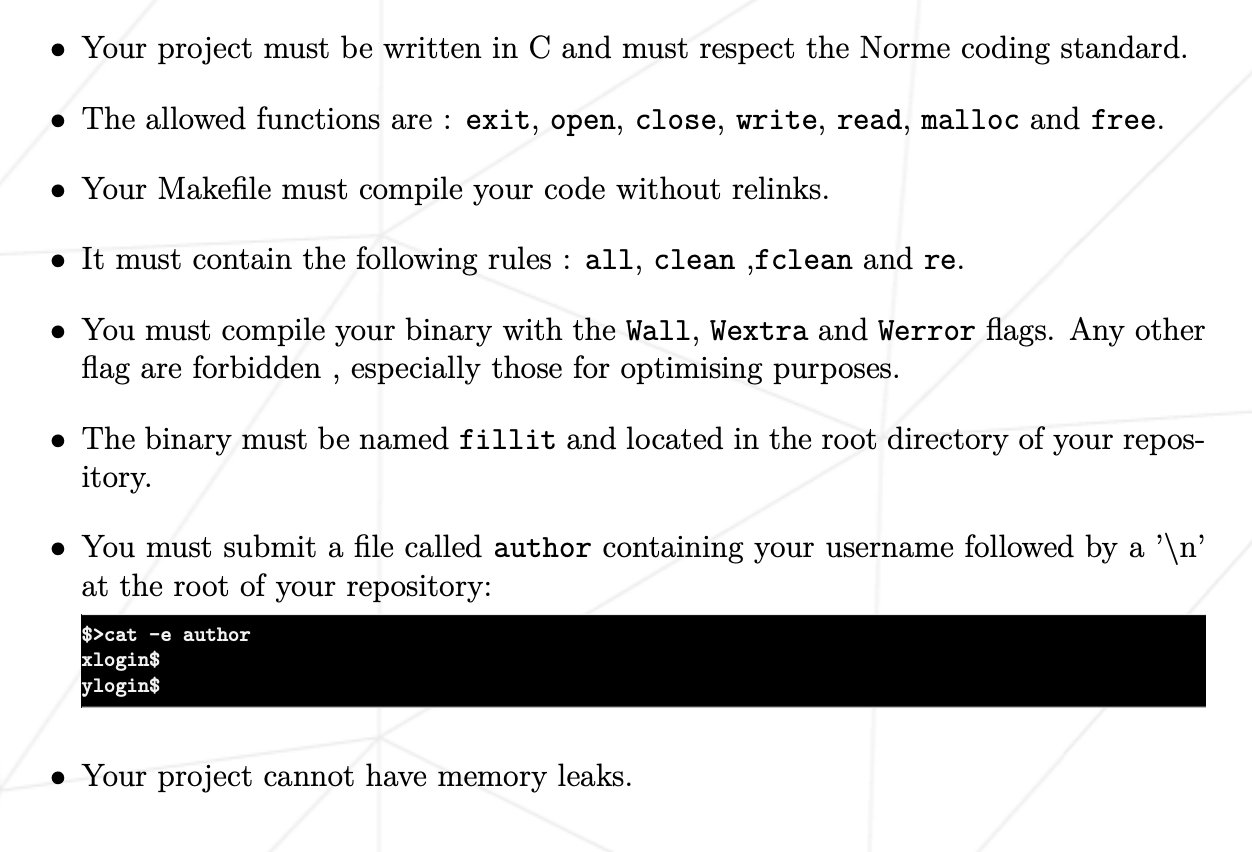 • Your project must be written in C and must respect the Norme coding standard.
• The allowed functions are : exit, open, close, write, read, malloc and free.
• Your Makefile must compile your code without relinks.
• It must contain the following rules : all, clean ,fclean and re.
• You must compile your binary with the Wall, Wextra and Werror flags. Any other
flag are forbidden , especially those for optimising purposes.
• The binary must be named fillit and located in the root directory of your repos-
itory.
• You must submit a file called author containing your username followed by a ’\n’
at the root of your repository:
$>cat -e author
xlogin$
ylogin$
• Your project cannot have memory leaks.